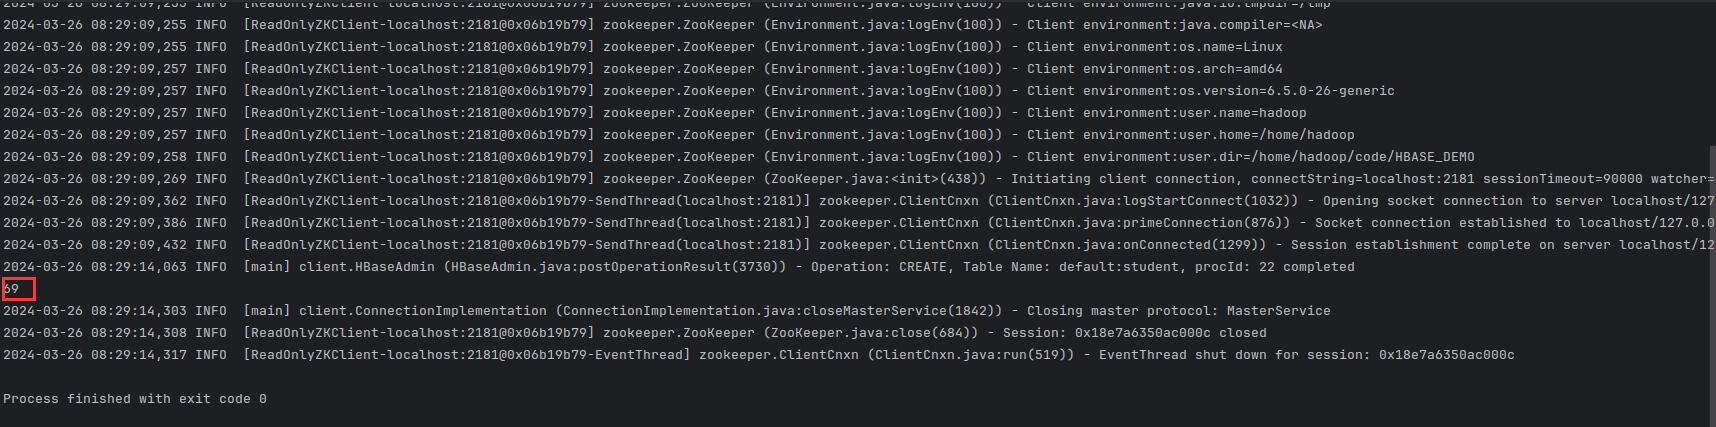 2024-03-26 08:29:09,255 INFO  [ReadOnlyZKClient-localhost:2181@0x06b19b79] zookeeper.ZooKeeper (Environment.java:logEnv(100)) - Client environment:java.io.tmpdir=/tmp
2024-03-26 08:29:09,255 INFO  [ReadOnlyZKClient-localhost:2181@0x06b19b79] zookeeper.ZooKeeper (Environment.java:logEnv(100)) - Client environment:java.compiler=<NA>
2024-03-26 08:29:09,255 INFO  [ReadOnlyZKClient-localhost:2181@0x06b19b79] zookeeper.ZooKeeper (Environment.java:logEnv(100)) - Client environment:os.name=Linux
2024-03-26 08:29:09,257 INFO  [ReadOnlyZKClient-localhost:2181@0x06b19b79] zookeeper.ZooKeeper (Environment.java:logEnv(100)) - Client environment:os.arch=amd64
2024-03-26 08:29:09,257 INFO  [ReadOnlyZKClient-localhost:2181@0x06b19b79] zookeeper.ZooKeeper (Environment.java:logEnv(100)) - Client environment:os.version=6.5.0-26-generic
2024-03-26 08:29:09,257 INFO  [ReadOnlyZKClient-localhost:2181@0x06b19b79] zookeeper.ZooKeeper (Environment.java:logEnv(100)) - Client environment:user.name=hadoop
2024-03-26 08:29:09,257 INFO  [ReadOnlyZKClient-localhost:2181@0x06b19b79] zookeeper.ZooKeeper (Environment.java:logEnv(100)) - Client environment:user.home=/home/hadoop
2024-03-26 08:29:09,258 INFO  [ReadOnlyZKClient-localhost:2181@0x06b19b79] zookeeper.ZooKeeper (Environment.java:logEnv(100)) - Client environment:user.dir=/home/hadoop/code/HBASE_DEMO
2024-03-26 08:29:09,269 INFO  [ReadOnlyZKClient-localhost:2181@0x06b19b79] zookeeper.ZooKeeper (ZooKeeper.java:<init>(438)) - Initiating client connection, connectString=localhost:2181 sessionTimeout=90000 watcher=
2024-03-26 08:29:09,362 INFO  [ReadOnlyZKClient-localhost:2181@0x06b19b79-SendThread(localhost:2181)] zookeeper.ClientCnxn (ClientCnxn.java:logStartConnect(1032)) - Opening socket connection to server localhost/127
2024-03-26 08:29:09,386 INFO  [ReadOnlyZKClient-localhost:2181@0x06b19b79-SendThread(localhost:2181)] zookeeper.ClientCnxn (ClientCnxn.java:primeConnection(876)) - Socket connection established to localhost/127.0.0
2024-03-26 08:29:09,432 INFO  [ReadOnlyZKClient-localhost:2181@0x06b19b79-SendThread(localhost:2181)] zookeeper.ClientCnxn (ClientCnxn.java:onConnected(1299)) - Session establishment complete on server localhost/12
2024-03-26 08:29:14,063 INFO  [main] client.HBaseAdmin (HBaseAdmin.java:postOperationResult(3730)) - Operation: CREATE, Table Name: default:student, procId: 22 completed
69
2024-03-26 08:29:14,303 INFO  [main] client.ConnectionImplementation (ConnectionImplementation.java:closeMasterService(1842)) - Closing master protocol: MasterService
2024-03-26 08:29:14,308 INFO  [ReadOnlyZKClient-localhost:2181@0x06b19b79] zookeeper.ZooKeeper (ZooKeeper.java:close(684)) - Session: 0x18e7a6350ac000c closed
2024-03-26 08:29:14,317 INFO  [ReadOnlyZKClient-localhost:2181@0x06b19b79-EventThread] zookeeper.ClientCnxn (ClientCnxn.java:run(519)) - EventThread shut down for session: 0x18e7a6350ac000c
Process finished with exit code 0